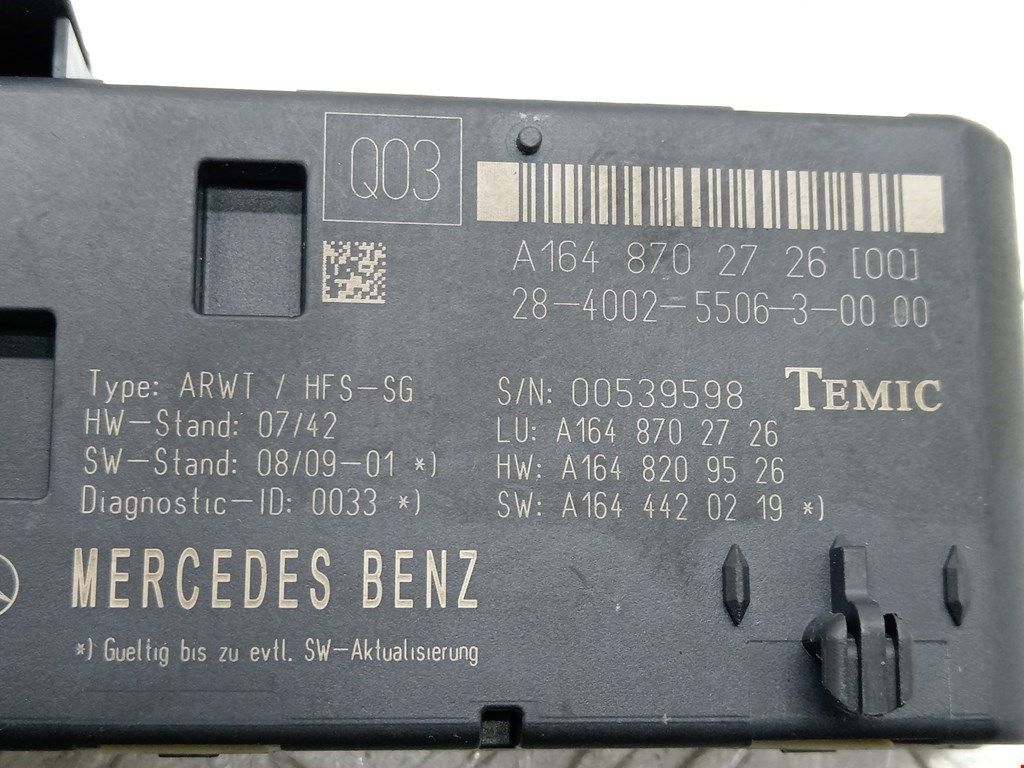 Q03
A164 870 27 26 [00]
28-4002-5506-3-00 00
Type: ARWT / HFS-SG
HW-Stand: 07/42
SW-Stand: 08/09-01 *)
Diagnostic-ID: 0033 *)
S/N: 00539598
TEMIC
LU: A164 870 27 26
HW: A164 820 95 26
SW: A164 442 02 19 *)
MERCEDES BENZ
*) Gueltig bis zu evtl. SW-Aktualisierung